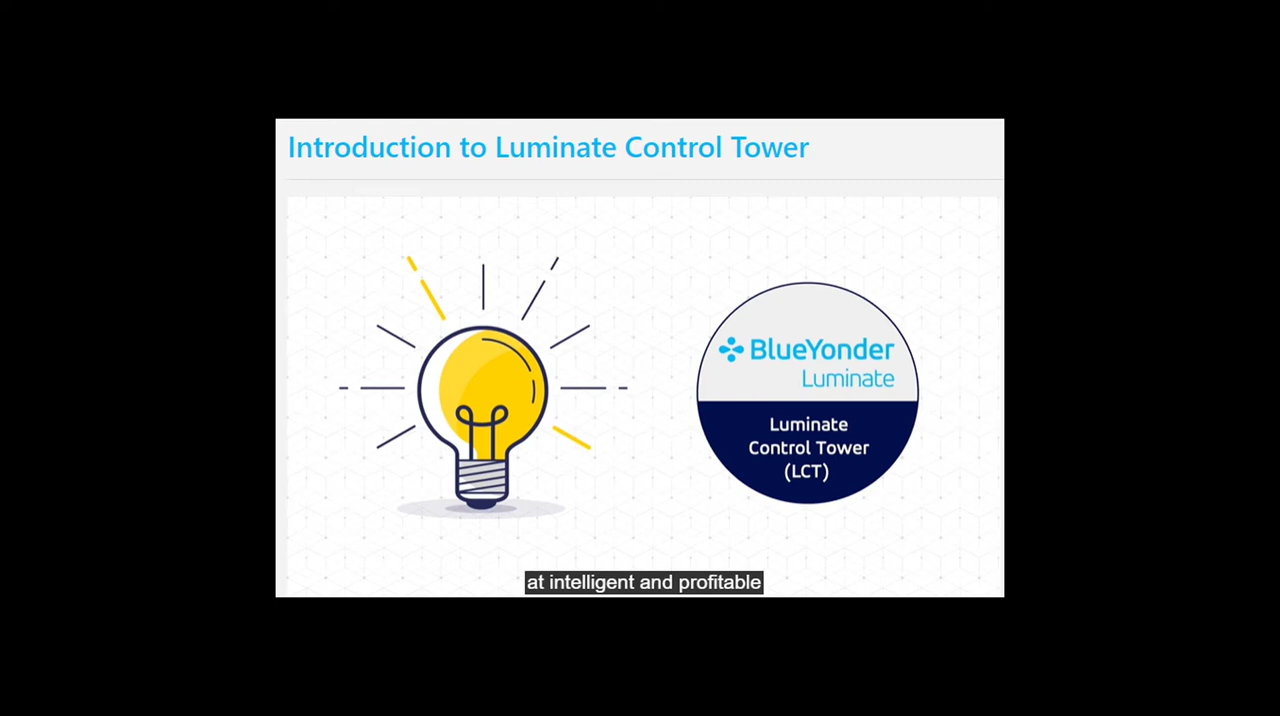 Introduction to Luminate Control Tower
BlueYonder
Luminate
Luminate
Control Tower
(LCT)
at intelligent and profitable